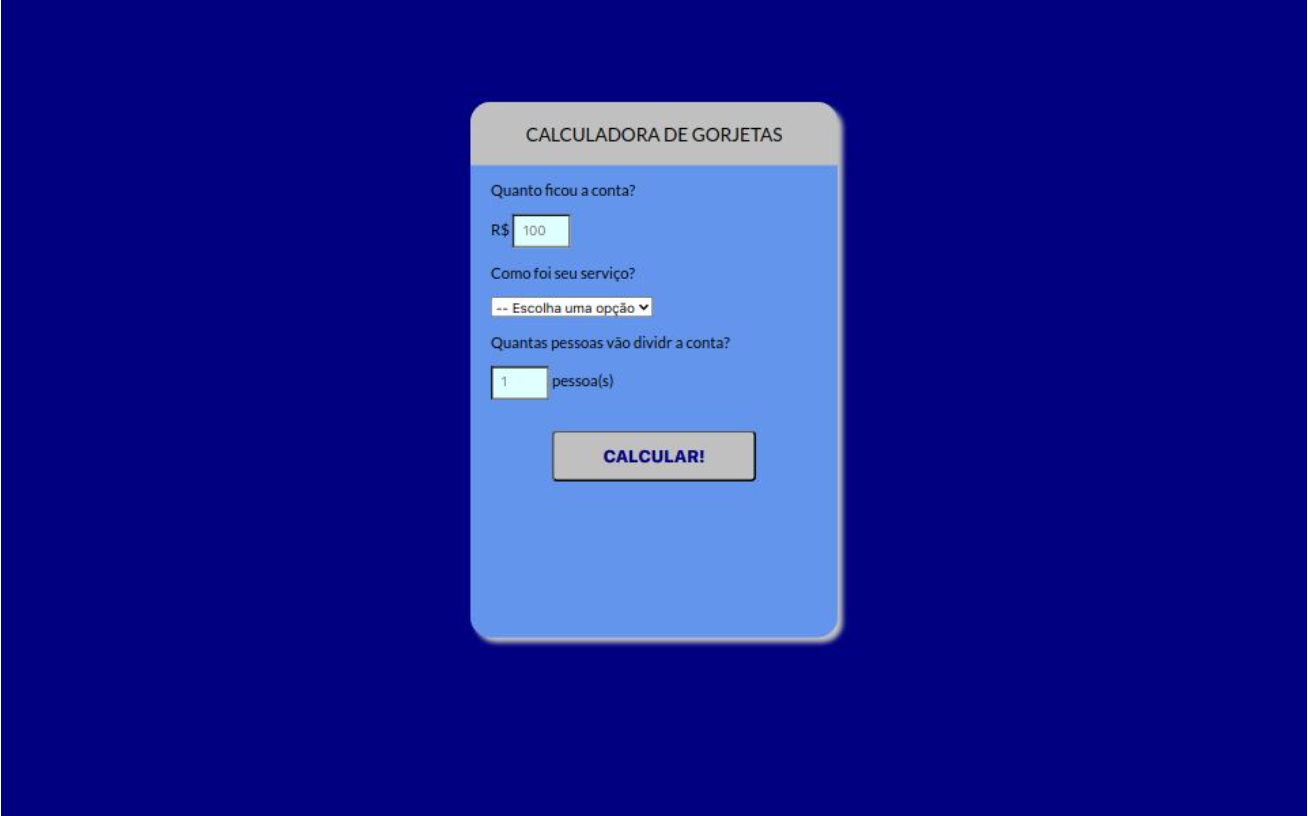 CALCULADORA DE GORJETAS
Quanto ficou a conta?
R$ 100
Como foi seu serviço?
-- Escolha uma opção
Quantas pessoas vão dividr a conta?
1 pessoa(s)
CALCULAR!